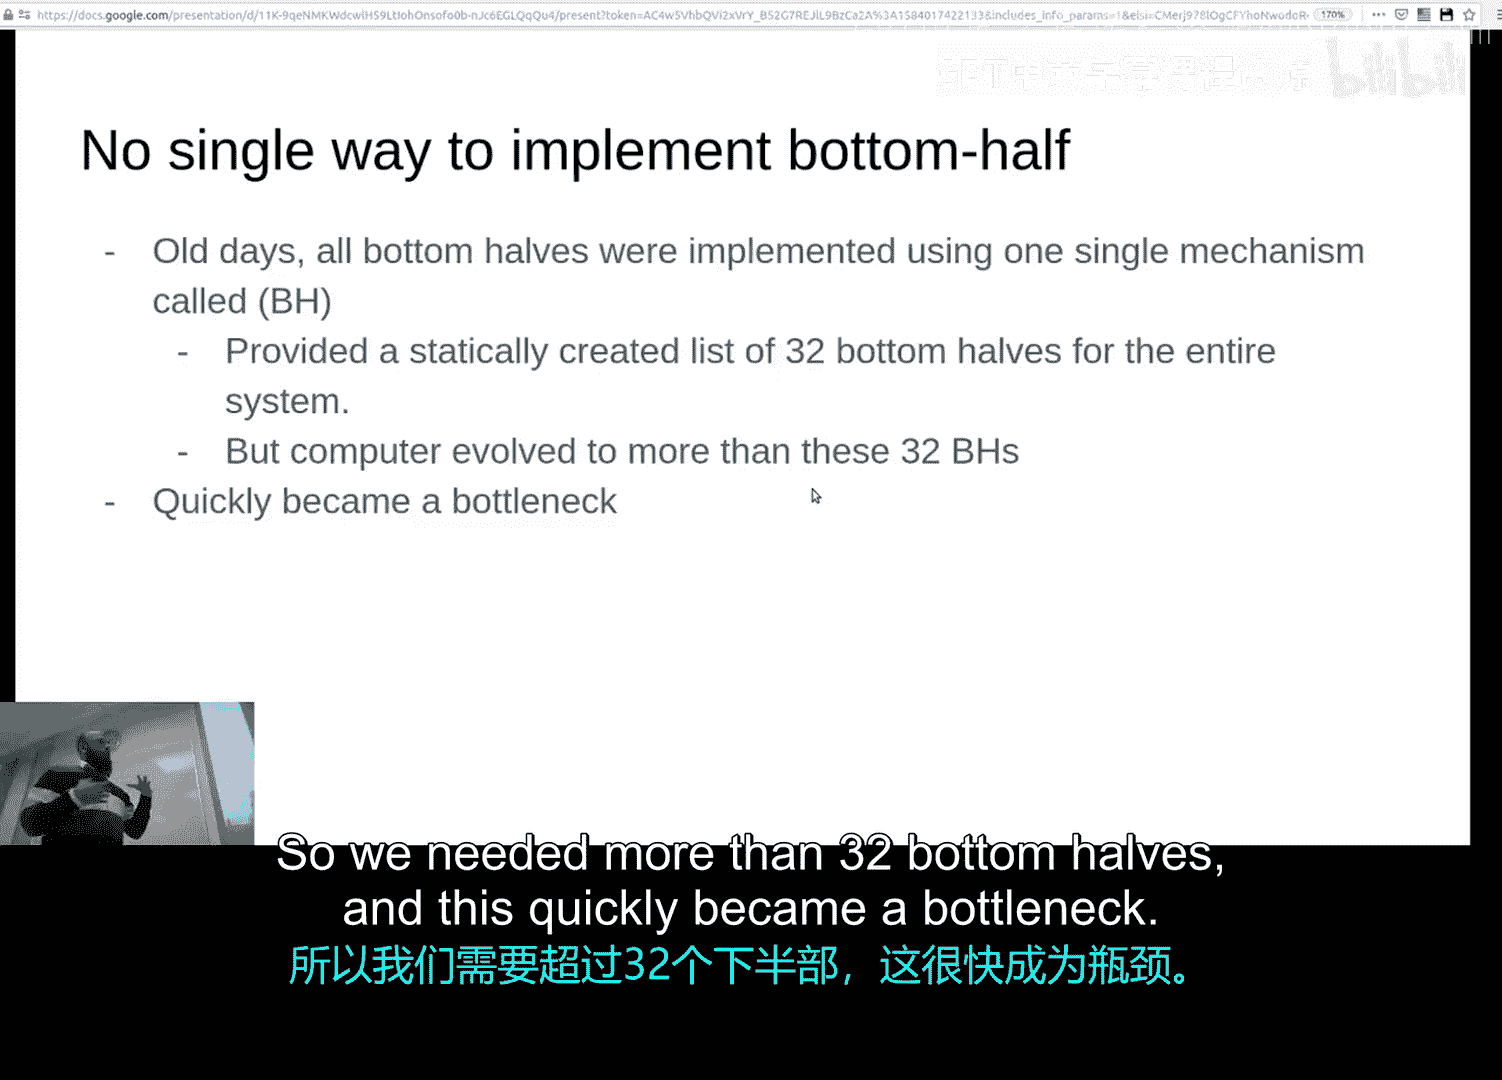 170%
No single way to implement bottom-half
- Old days, all bottom halves were implemented using one single mechanism
called (BH)
- Provided a statically created list of 32 bottom halves for the entire
system.
- But computer evolved to more than these 32 BHs
- Quickly became a bottleneck
So we needed more than 32 bottom halves,
and this quickly became a bottleneck.
所以我们需要超过32个下半部，这很快成为瓶颈。
bilibili